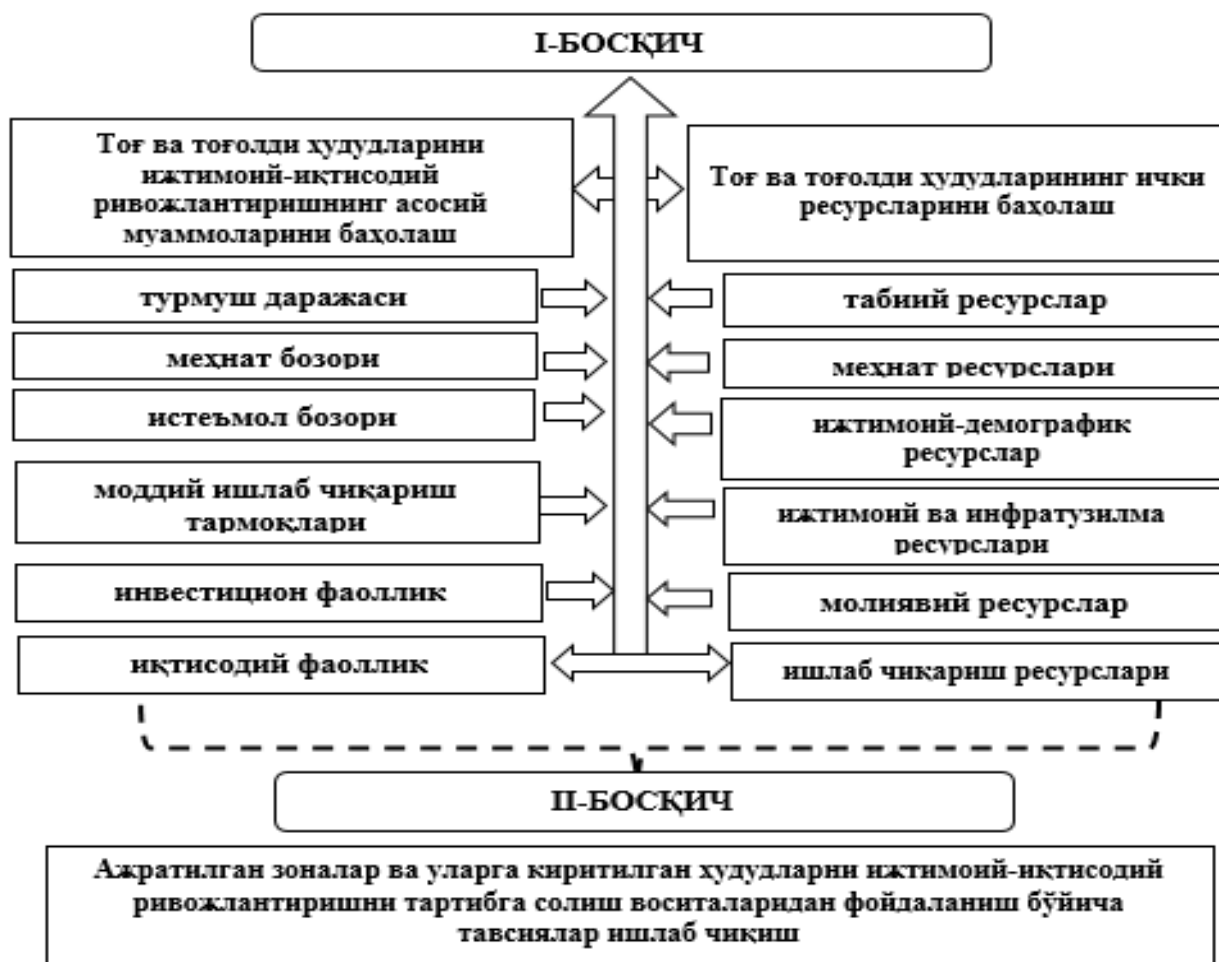 I-БОСҚИЧ
Тоғ ва тоғолди ҳудудларини
ижтимоий-иқтисодий
ривожлантиришнинг асосий
муаммоларини баҳолаш
Тоғ ва тоғолди ҳудудларининг ички
ресурсларини баҳолаш
турмуш даражаси
табиий ресурслар
меҳнат бозори
меҳнат ресурслари
истеъмол бозори
ижтимоий-демографик
ресурслар
моддий ишлаб чиқариш
тармоқлари
ижтимоий ва инфратузилма
ресурслари
инвестицион фаоллик
молиявий ресурслар
иқтисодий фаоллик
ишлаб чиқариш ресурслари
II-БОСҚИЧ
Ажратилган зоналар ва уларга киритилган ҳудудларни ижтимоий-иқтисодий
ривожлантиришни тартибга солиш воситаларидан фойдаланиш бўйича
тавсиялар ишлаб чиқиш